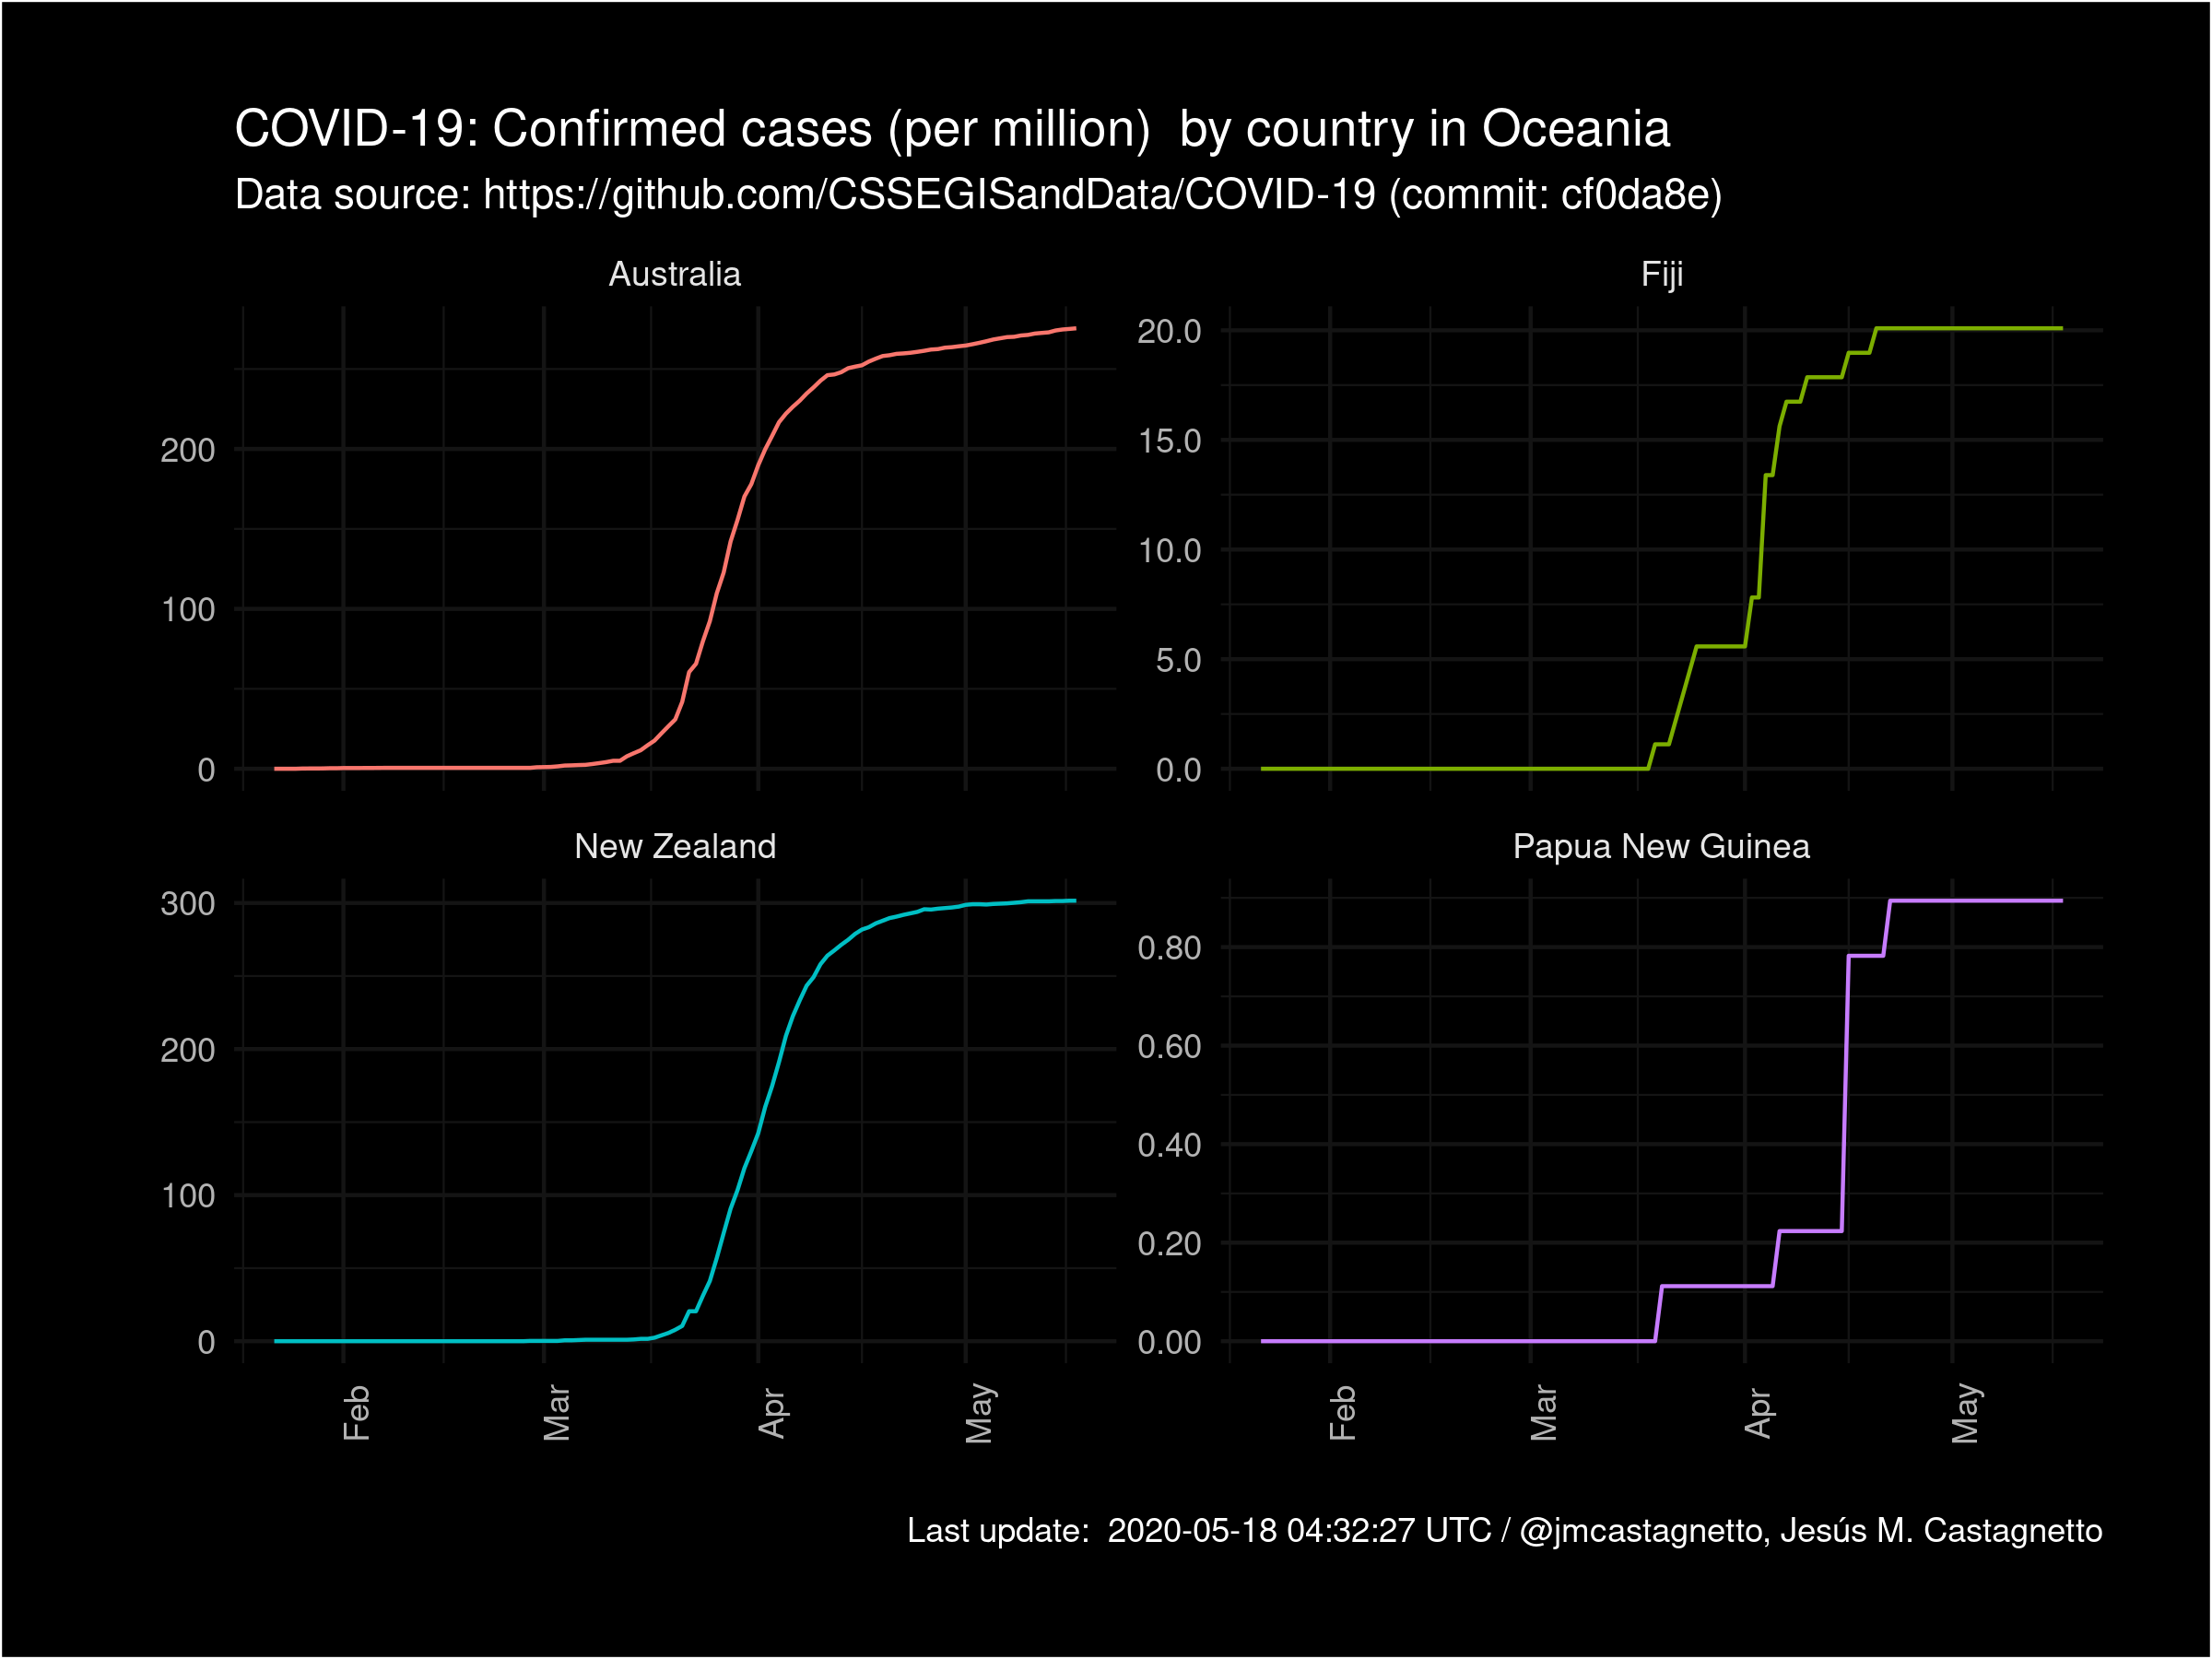 COVID-19: Confirmed cases (per million)  by country in Oceania
Data source: https://github.com/CSSEGISandData/COVID-19 (commit: cf0da8e)
Australia
200
100
0
Fiji
20.0
15.0
10.0
5.0
0.0
New Zealand
300
200
100
0
Feb
Mar
Apr
May
Papua New Guinea
0.80
0.60
0.40
0.20
0.00
Feb
Mar
Apr
May
Last update:  2020-05-18 04:32:27 UTC / @jmcastagnetto, Jesús M. Castagnetto